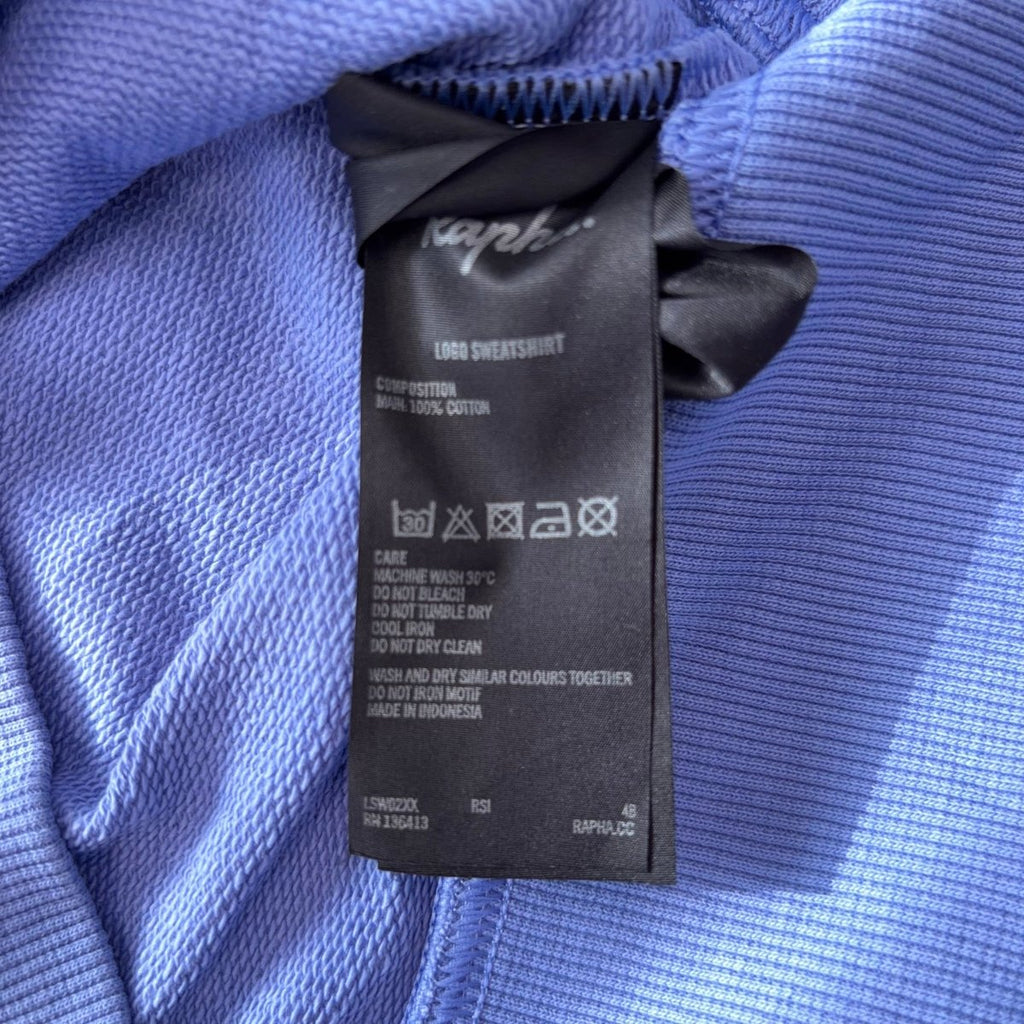 Rapha.
LOGO SWEATSHIRT
COMPOSITION
MAIN: 100% COTTON
30
CARE
MACHINE WASH 30°C
DO NOT BLEACH
DO NOT TUMBLE DRY
COOL IRON
DO NOT DRY CLEAN
WASH AND DRY SIMILAR COLOURS TOGETHER
DO NOT IRON MOTIF
MADE IN INDONESIA
LSW02XX RSI 4B
RN 136413 RAPHA.CC